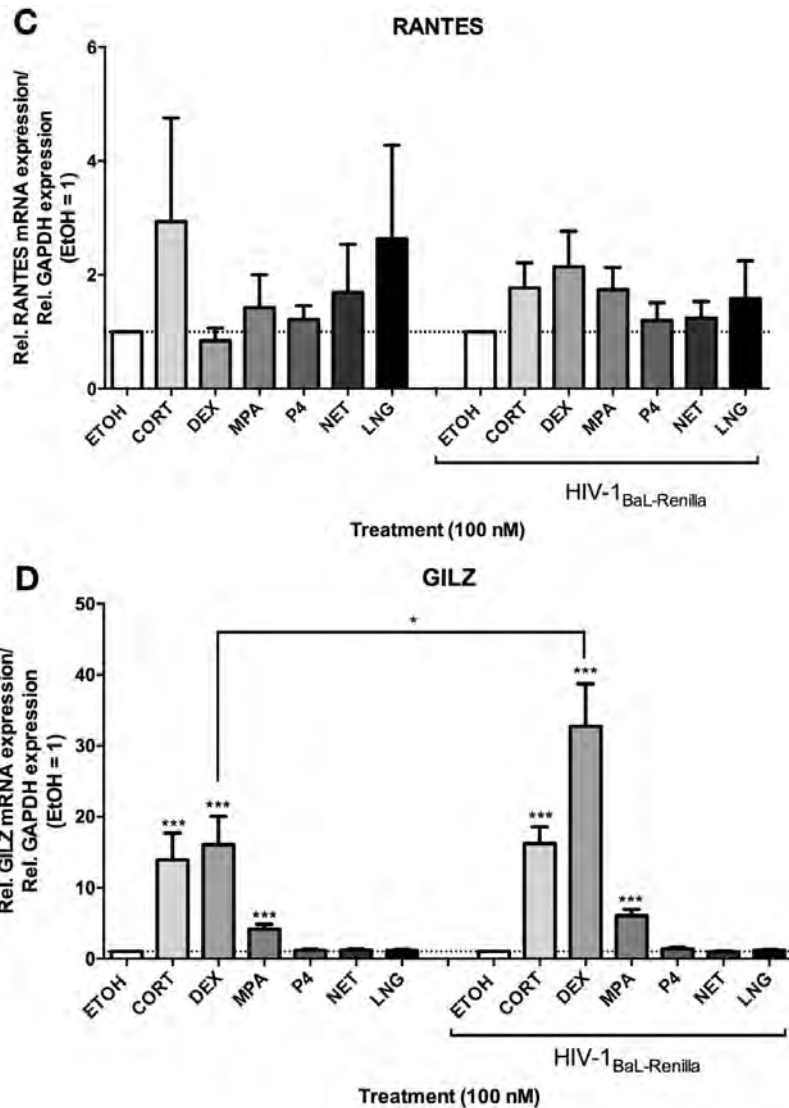 C
RANTES
Rel. RANTES mRNA expression/
Rel. GAPDH expression
(EtOH = 1)
6
4
2
0
ETOH CORT DEX MPA P4 NET LNG ETOH CORT DEX MPA P4 NET LNG
HIV-1BaL-Renilla
Treatment (100 nM)
D
GILZ
Rel. GILZ mRNA expression/
Rel. GAPDH expression
(EtOH = 1)
50
40
30
20
10
0
*
*** *** *** *** *** ***
ETOH CORT DEX MPA P4 NET LNG ETOH CORT DEX MPA P4 NET LNG
HIV-1BaL-Renilla
Treatment (100 nM)